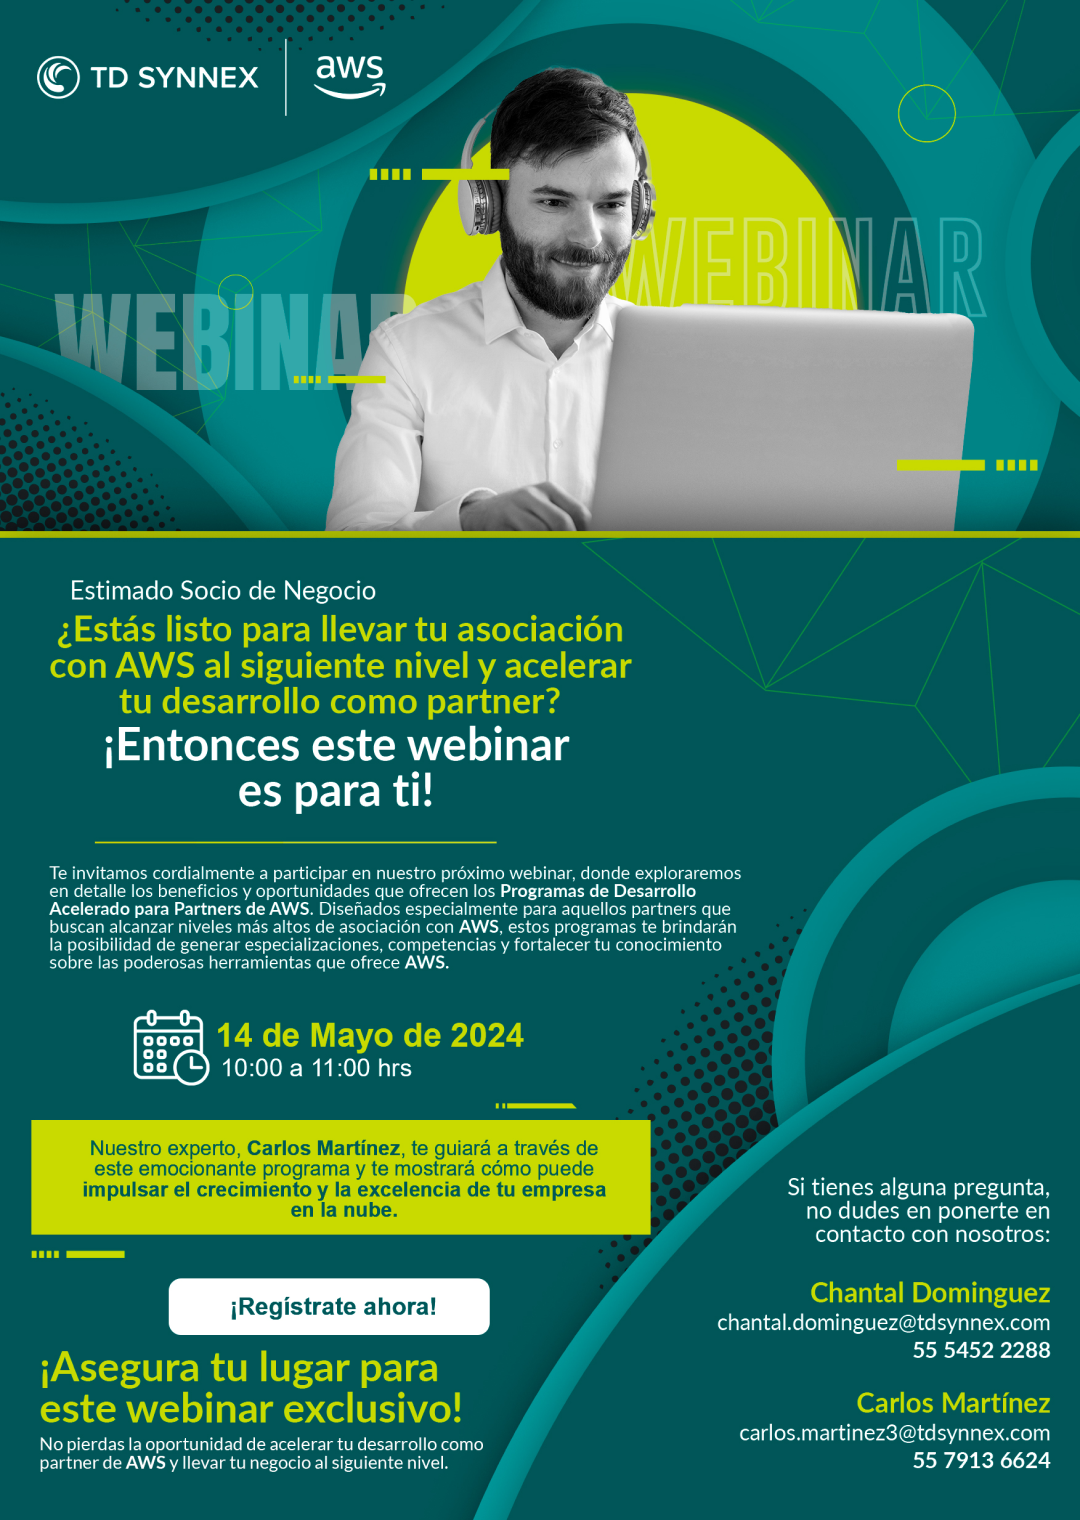 TD SYNNEX
aws
WEBINAR
WEBINAR
Estimado Socio de Negocio
¿Estás listo para llevar tu asociación
con AWS al siguiente nivel y acelerar
tu desarrollo como partner?
¡Entonces este webinar
es para ti!
Te invitamos cordialmente a participar en nuestro próximo webinar, donde exploraremos
en detalle los beneficios y oportunidades que ofrecen los Programas de Desarrollo
Acelerado para Partners de AWS. Diseñados especialmente para aquellos partners que
buscan alcanzar niveles más altos de asociación con AWS, estos programas te brindarán
la posibilidad de generar especializaciones, competencias y fortalecer tu conocimiento
sobre las poderosas herramientas que ofrece AWS.
14 de Mayo de 2024
10:00 a 11:00 hrs
Nuestro experto, Carlos Martínez, te guiará a través de
este emocionante programa y te mostrará cómo puede
impulsar el crecimiento y la excelencia de tu empresa
en la nube.
¡Regístrate ahora!
¡Asegura tu lugar para
este webinar exclusivo!
No pierdas la oportunidad de acelerar tu desarrollo como
partner de AWS y llevar tu negocio al siguiente nivel.
Si tienes alguna pregunta,
no dudes en ponerte en
contacto con nosotros:
Chantal Dominguez
chantal.dominguez@tdsynnex.com
55 5452 2288
Carlos Martínez
carlos.martinez3@tdsynnex.com
55 7913 6624